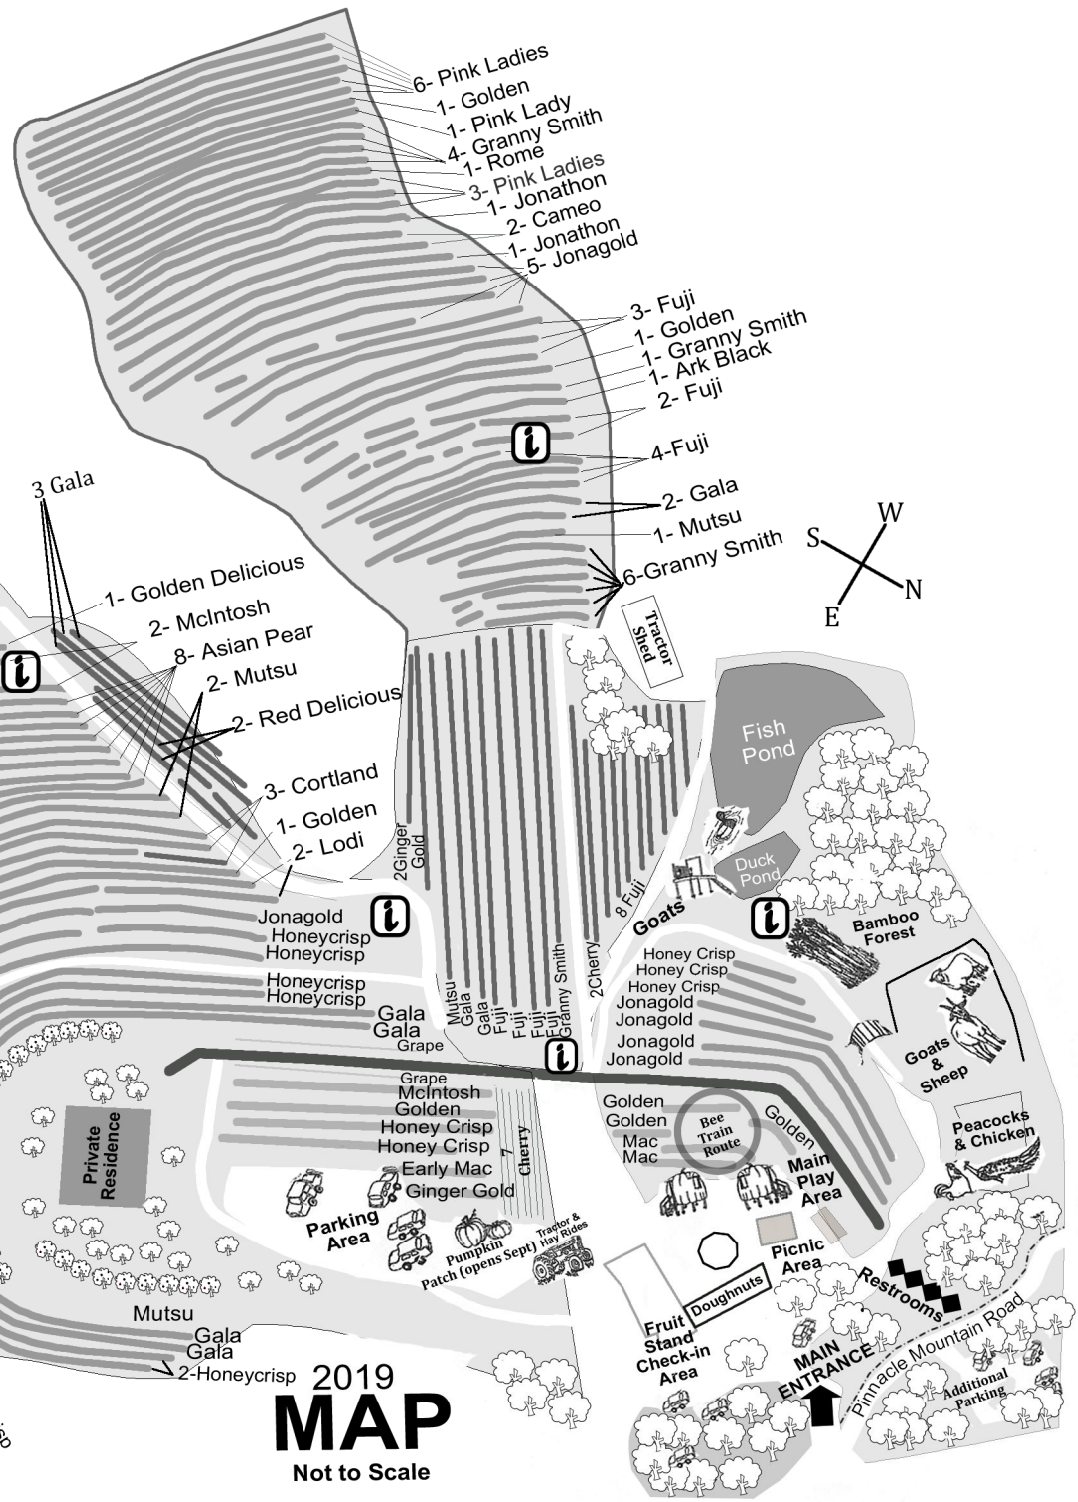 6- Pink Ladies
1- Golden
1- Pink Lady
4- Granny Smith
1- Rome
3- Pink Ladies
1- Jonathon
2- Cameo
1- Jonathon
5- Jonagold
3- Fuji
1- Golden
1- Granny Smith
1- Ark Black
2- Fuji
i
4-Fuji
2- Gala
1- Mutsu
6-Granny Smith
W
S
N
E
3 Gala
1- Golden Delicious
2- McIntosh
8- Asian Pear
2- Mutsu
2- Red Delicious
i
3- Cortland
1- Golden
2- Lodi
Tractor
Shed
Fish
Pond
Duck
Pond
2Ginger
Gold
8 Fuji
Goats
i
i
Bamboo
Forest
Jonagold
Honeycrisp
Honeycrisp
Honeycrisp
Honeycrisp
Gala
Gala
Grape
Mutsu
Gala
Gala
Fuji
Fuji
Fuji
Fuji
Granny Smith
2Cherry
i
Honey Crisp
Honey Crisp
Honey Crisp
Jonagold
Jonagold
Jonagold
Jonagold
Goats
&
Sheep
Peacocks
& Chicken
Grape
McIntosh
Golden
Honey Crisp
Honey Crisp
Early Mac
Ginger Gold
7
Cherry
Golden
Golden
Mac
Mac
Bee
Train
Route
Golden
Main
Play
Area
Private
Residence
Parking
Area
Pumpkin
Patch (opens Sept)
Tractor &
Hay Rides
Picnic
Area
Doughnuts
Restrooms
Fruit
Stand
Check-in
Area
MAIN
ENTRANCE
Pinnacle Mountain Road
Additional
Parking
Mutsu
Gala
Gala
2-Honeycrisp
2019
MAP
Not to Scale